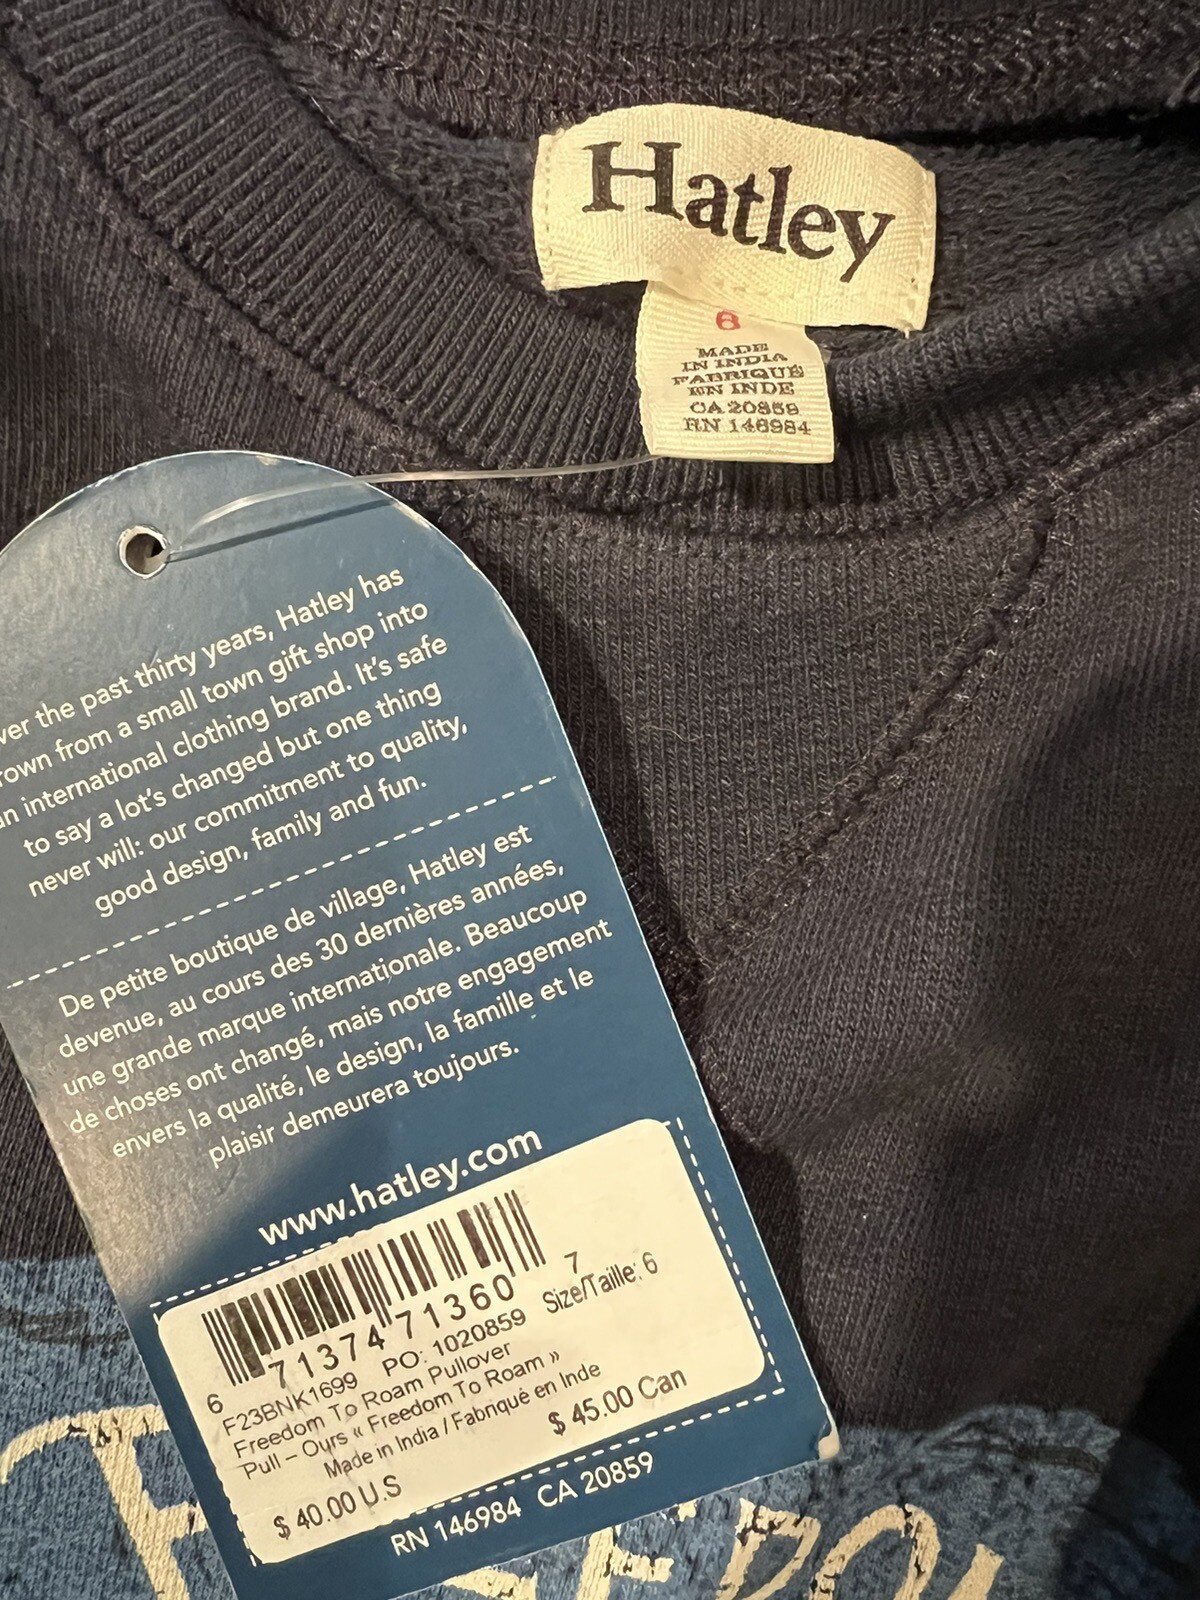 Hatley
6
MADE
IN INDIA
FABRIQUÉ
EN INDE
CA 20859
RN 146984
the past thirty years, Hatley has
from a small town gift shop into
international clothing brand. It's safe
to say a lot's changed but one thing
never will: our commitment to quality,
good design, family and fun.
De petite boutique de village, Hatley est
devenue, au cours des 30 dernières années,
une grande marque internationale. Beaucoup
de choses ont changé, mais notre engagement
envers la qualité, le design, la famille et le
plaisir demeurera toujours.
www.hatley.com
6 71374 71360 7
F23BNK1699 PO: 1020859 Size/Taille: 6
Freedom To Roam Pullover
Pull – Ours « Freedom To Roam »
Made in India / Fabriqué en Inde
$ 40.00 U.S $ 45.00 Can
RN 146984 CA 20859